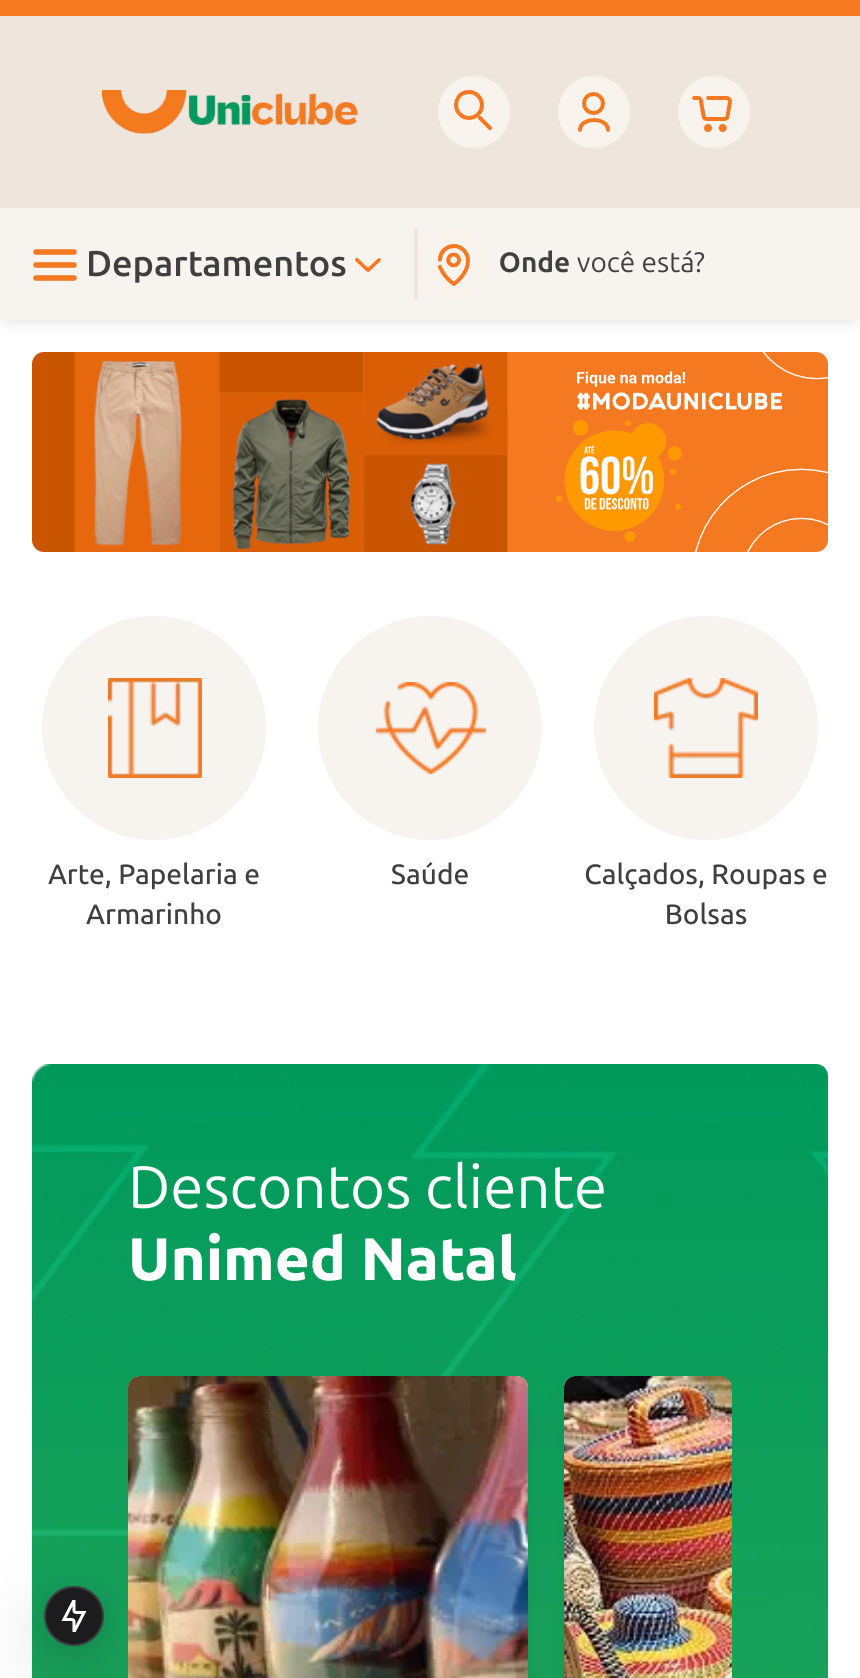 Uniclube
Departamentos
Onde você está?
Fique na moda!
#MODAUNICLUBE
ATÉ
60%
DE DESCONTO
Arte, Papelaria e
Armarinho
Saúde
Calçados, Roupas e
Bolsas
Descontos cliente
Unimed Natal